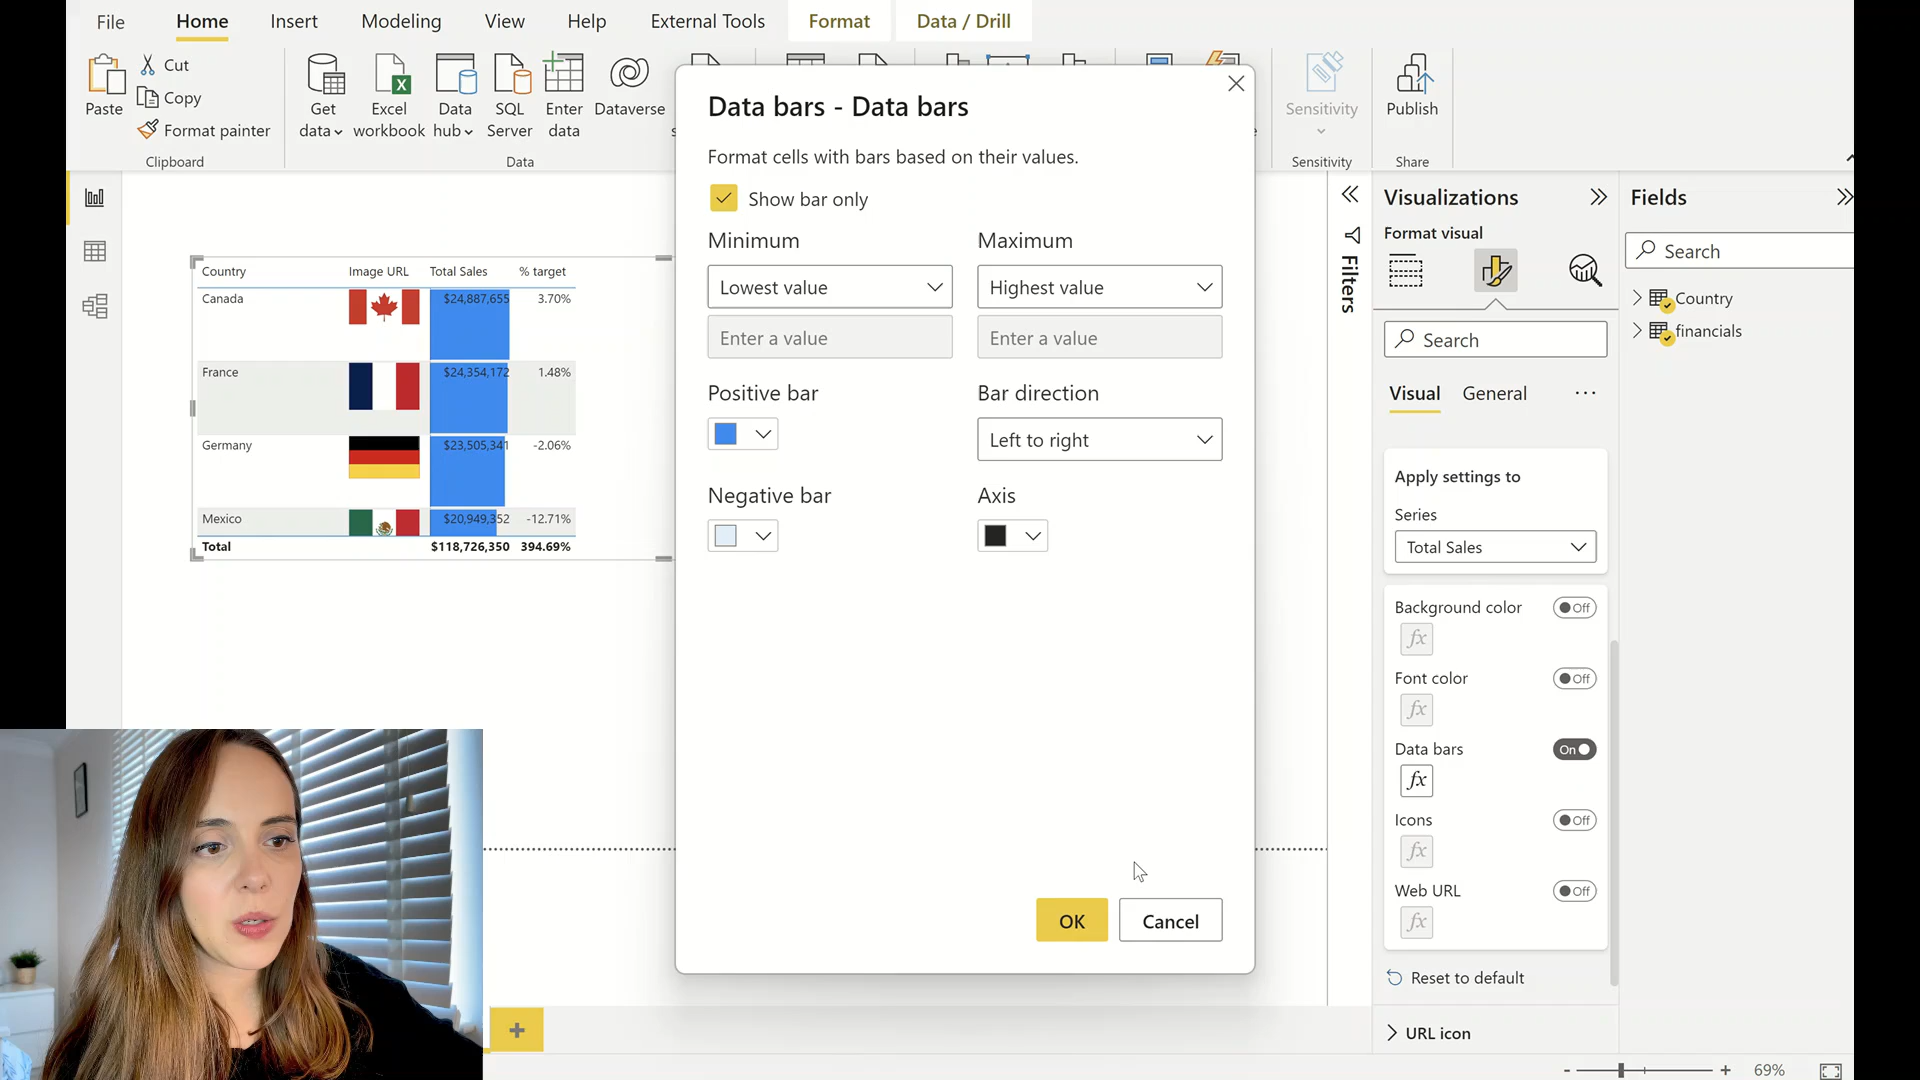 File Home Insert Modeling View Help External Tools Format Data / Drill
Paste
Cut
Copy
Format painter
Clipboard
Get data
Excel workbook
Data hub
SQL Server
Enter data
Dataverse
Data
Sensitivity
Sensitivity
Publish
Share
Country Image URL Total Sales % target
Canada $24,887,655 3.70%
France $24,354,172 1.48%
Germany $23,505,341 -2.06%
Mexico $20,949,352 -12.71%
Total $118,726,350 394.69%
Data bars - Data bars
Format cells with bars based on their values.
Show bar only
Minimum Maximum
Lowest value Highest value
Enter a value Enter a value
Positive bar Bar direction
Left to right
Negative bar Axis
OK Cancel
Filters
Visualizations
Format visual
Search
Visual General ...
Apply settings to
Series
Total Sales
Background color Off
fx
Font color Off
fx
Data bars On
fx
Icons Off
fx
Web URL Off
fx
Reset to default
URL icon
Fields
Search
Country
financials
+
- + 69%